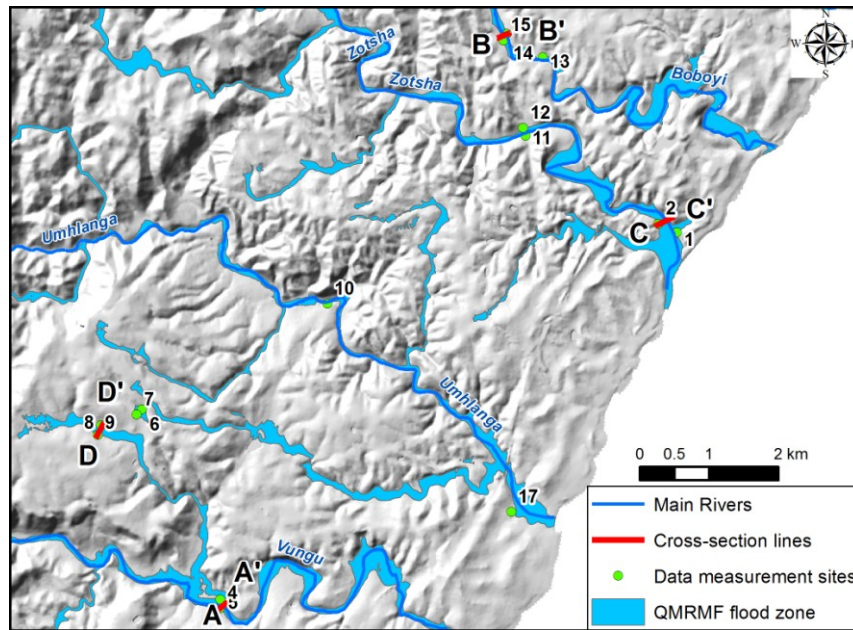 15
B
B'
14
13
Zotsha
Zotsha
Boboyi
12
11
N
W
E
S
2
C'
C
1
Umhlanga
10
Umhlanga
D'
7
6
8
9
D
17
Vungu
A'
4
A
5
0 0.5 1 2 km
Main Rivers
Cross-section lines
Data measurement sites
QMRMF flood zone